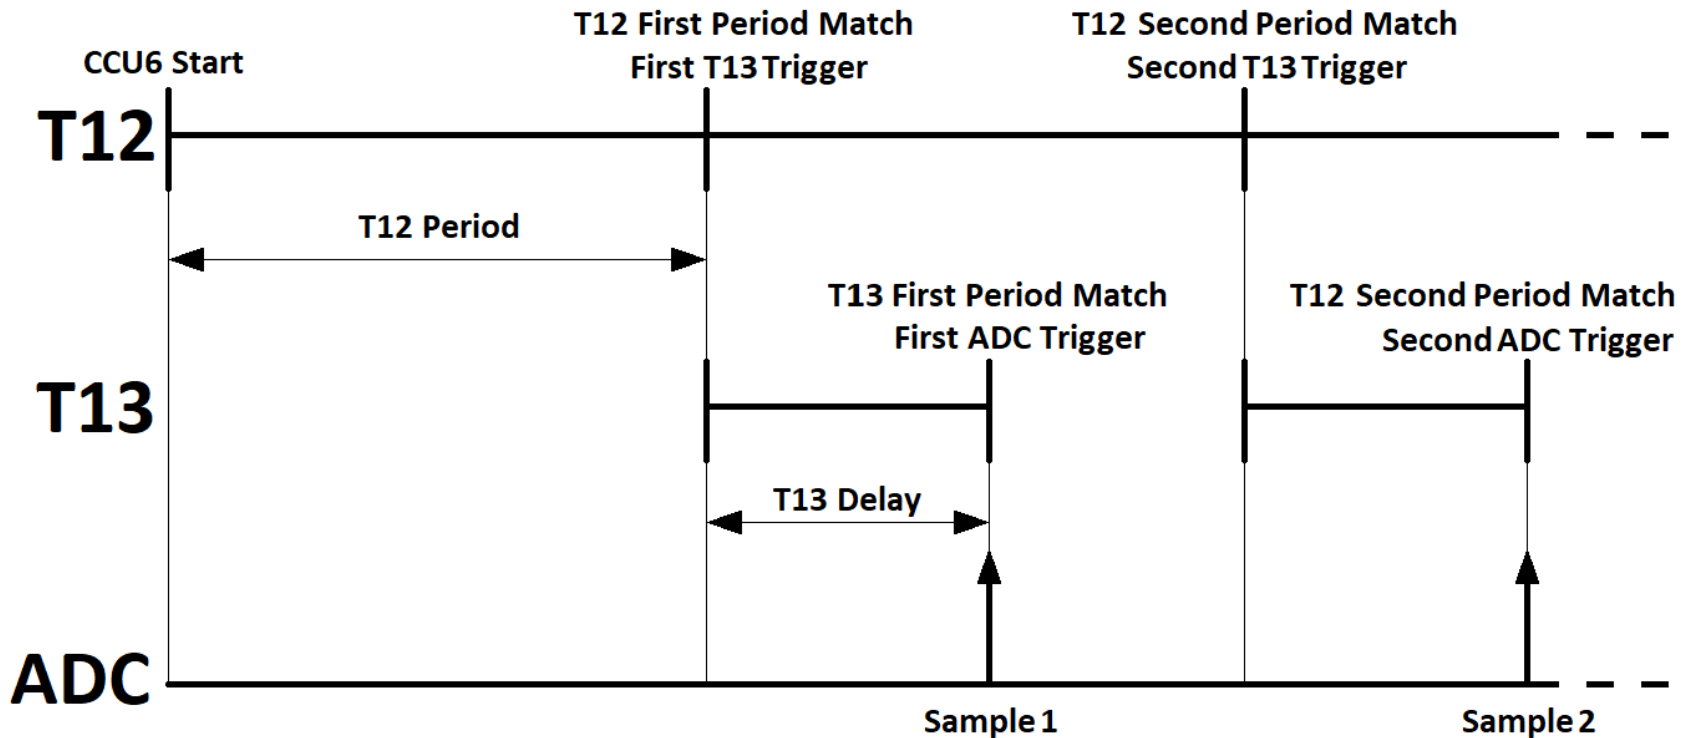 CCU6 Start
T12 First Period Match
First T13 Trigger
T12 Second Period Match
Second T13 Trigger
T12
T12 Period
T13 First Period Match
First ADC Trigger
T12 Second Period Match
Second ADC Trigger
T13
T13 Delay
ADC
Sample 1
Sample 2